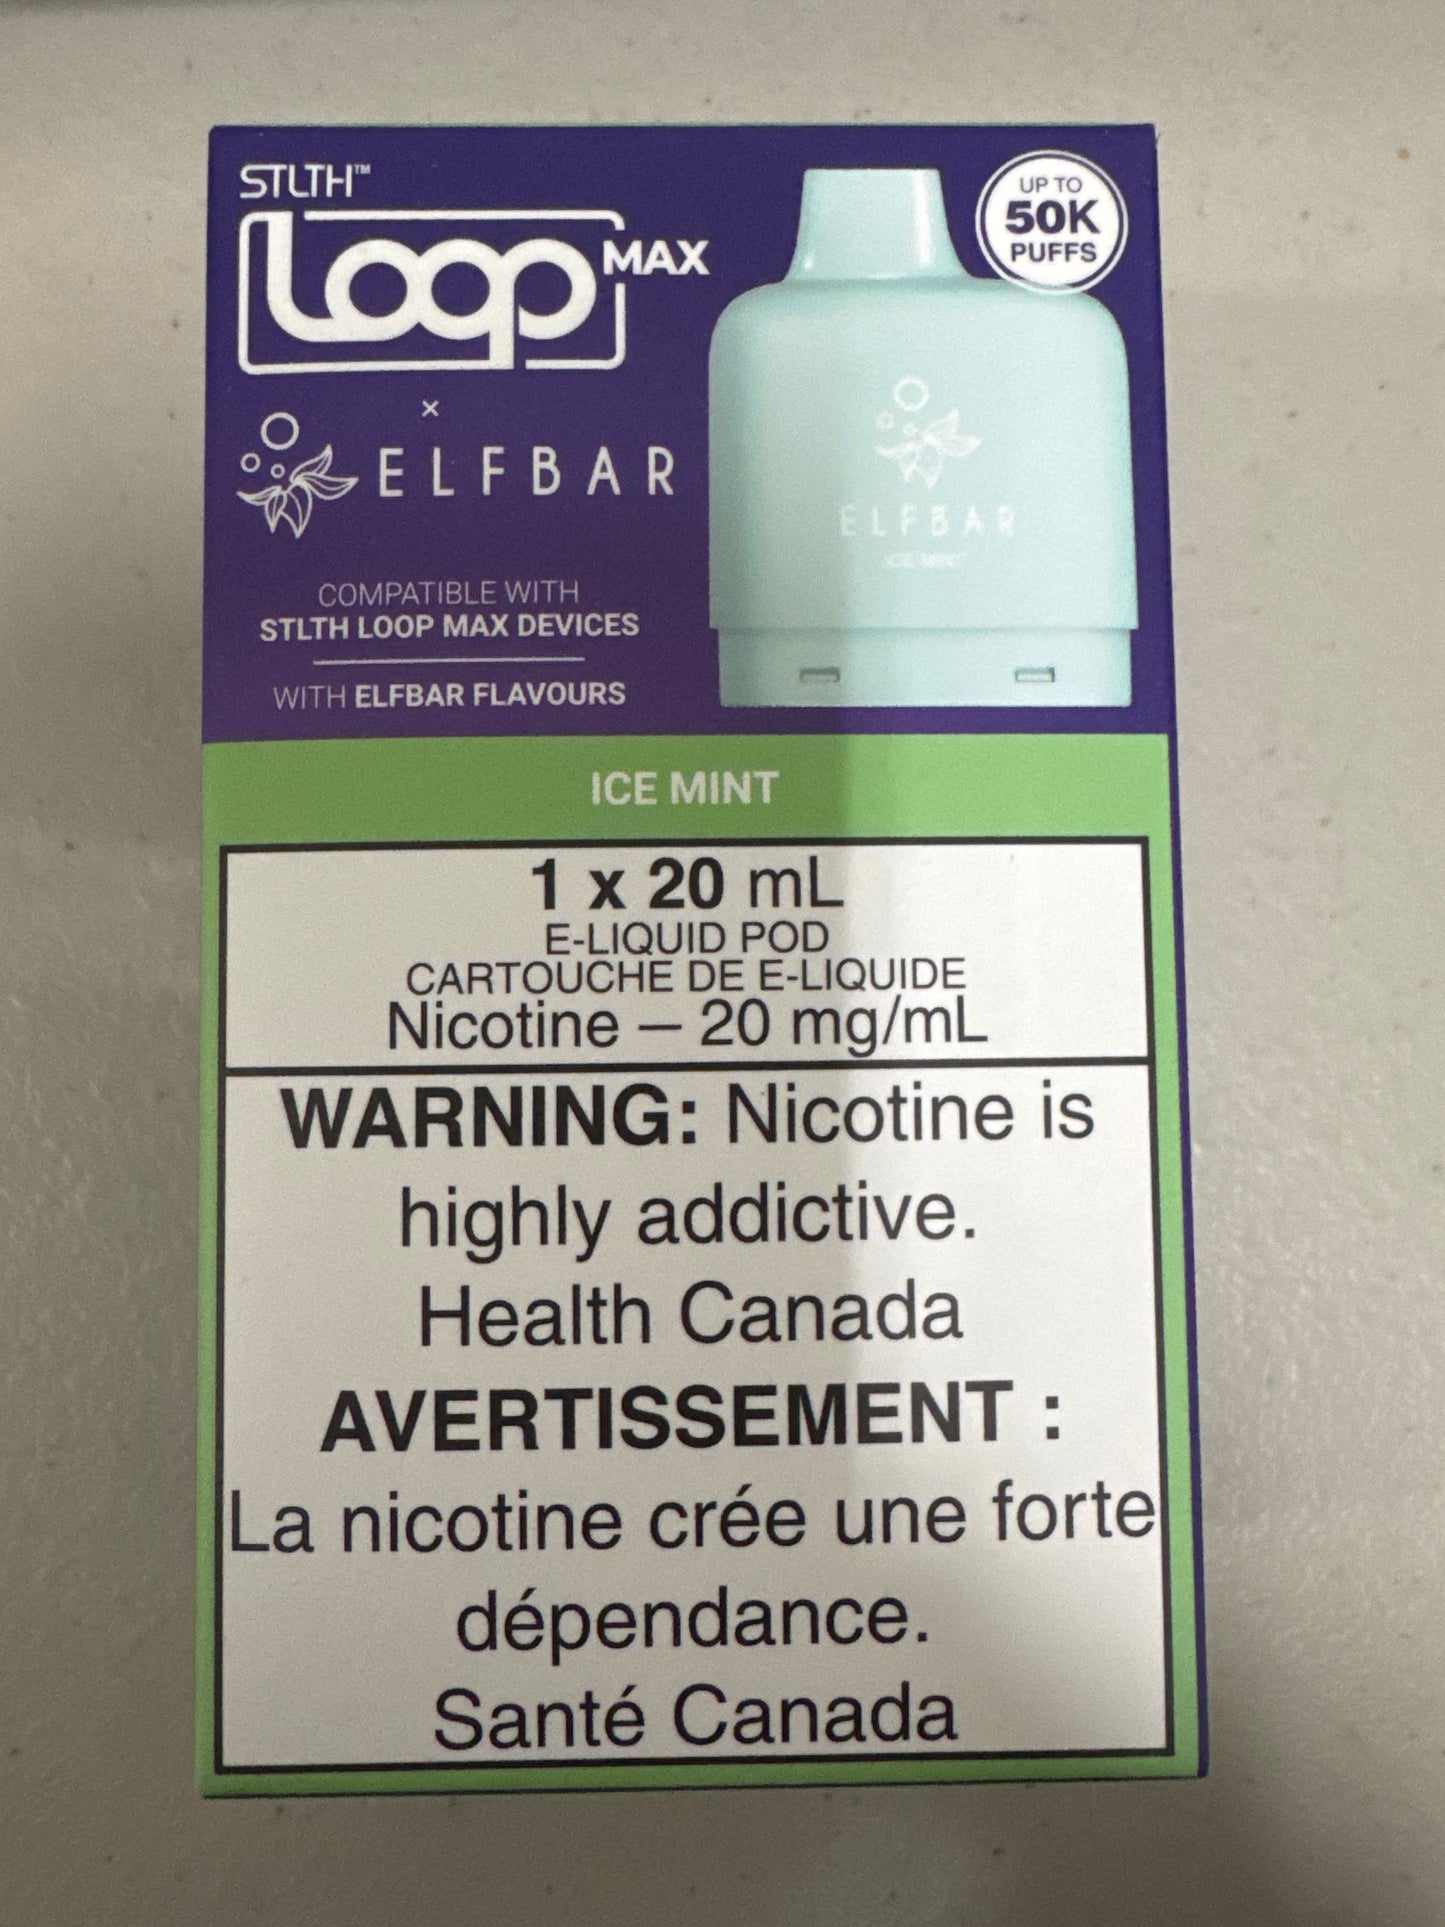 STLTH™
Loop MAX
UP TO
50K
PUFFS
×
ELFBAR
ELFBAR
ICE MINT
COMPATIBLE WITH
STLTH LOOP MAX DEVICES
WITH ELFBAR FLAVOURS
ICE MINT
1 x 20 mL
E-LIQUID POD
CARTOUCHE DE E-LIQUIDE
Nicotine – 20 mg/mL
WARNING: Nicotine is
highly addictive.
Health Canada
AVERTISSEMENT :
La nicotine crée une forte
dépendance.
Santé Canada